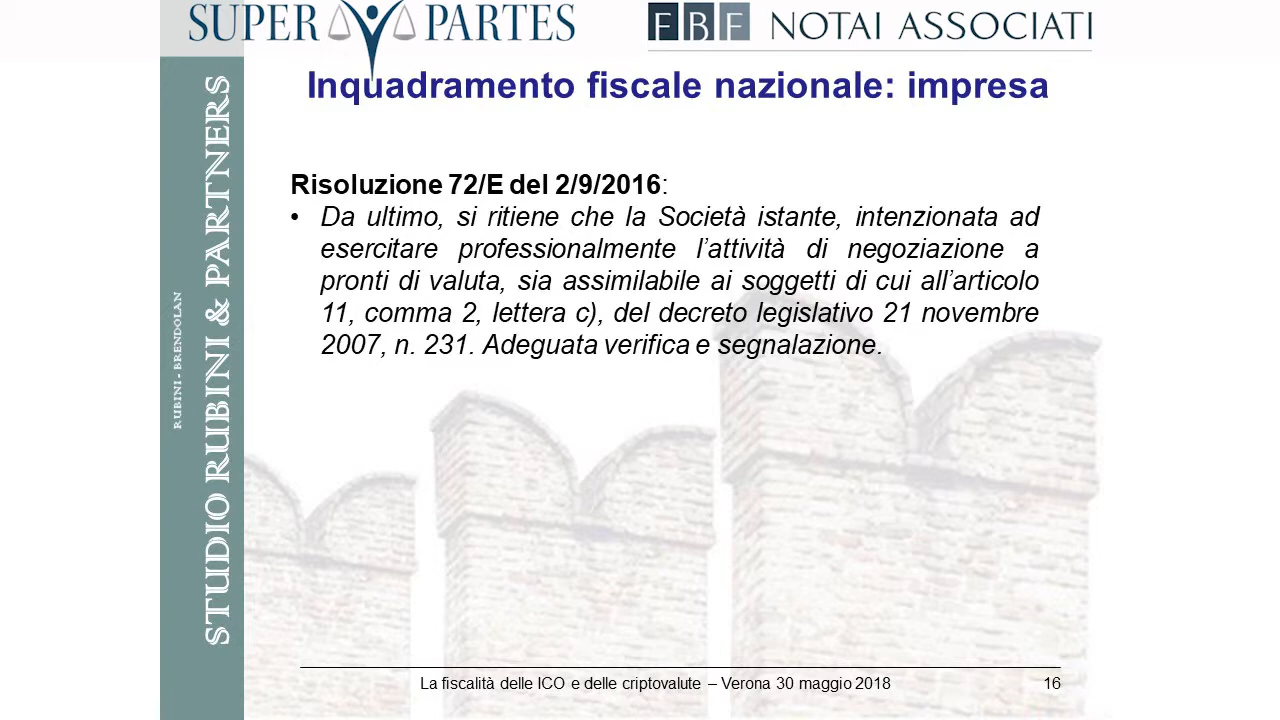 SUPER PARTES
FBF NOTAI ASSOCIATI
Inquadramento fiscale nazionale: impresa
RUBINI - BRENDOLAN
STUDIO RUBINI & PARTNERS
Risoluzione 72/E del 2/9/2016:
• Da ultimo, si ritiene che la Società istante, intenzionata ad
esercitare professionalmente l’attività di negoziazione a
pronti di valuta, sia assimilabile ai soggetti di cui all’articolo
11, comma 2, lettera c), del decreto legislativo 21 novembre
2007, n. 231. Adeguata verifica e segnalazione.
La fiscalità delle ICO e delle criptovalute – Verona 30 maggio 2018
16